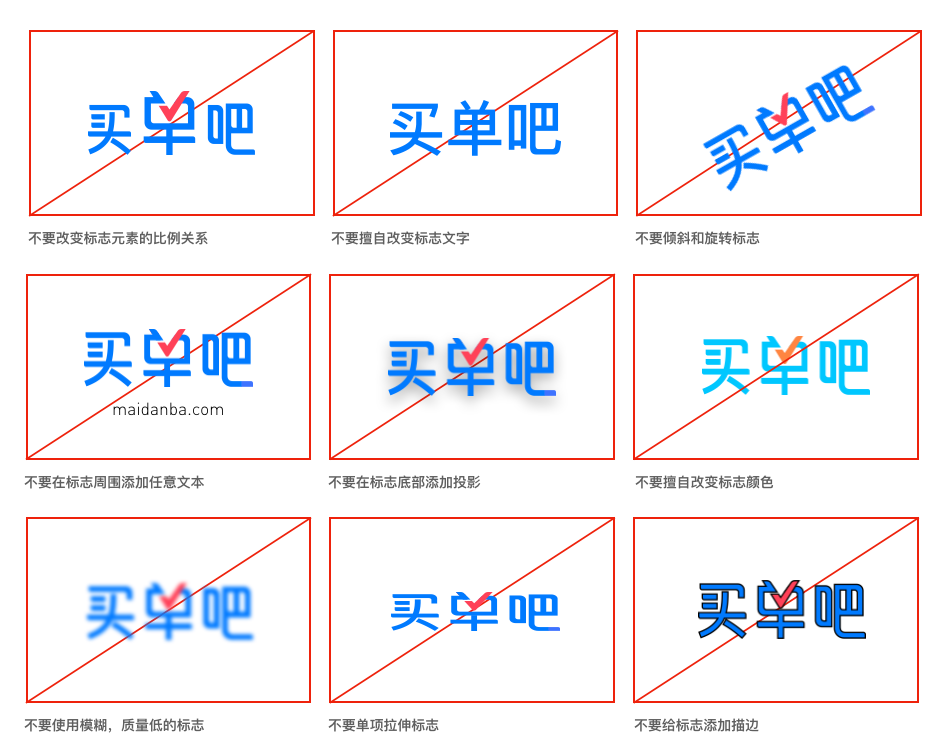 买单吧
买单吧
买单吧
不要改变标志元素的比例关系
不要擅自改变标志文字
不要倾斜和旋转标志
买单吧
maidanba.com
买单吧
买单吧
不要在标志周围添加任意文本
不要在标志底部添加投影
不要擅自改变标志颜色
买单吧
买单吧
买单吧
不要使用模糊，质量低的标志
不要单项拉伸标志
不要给标志添加描边